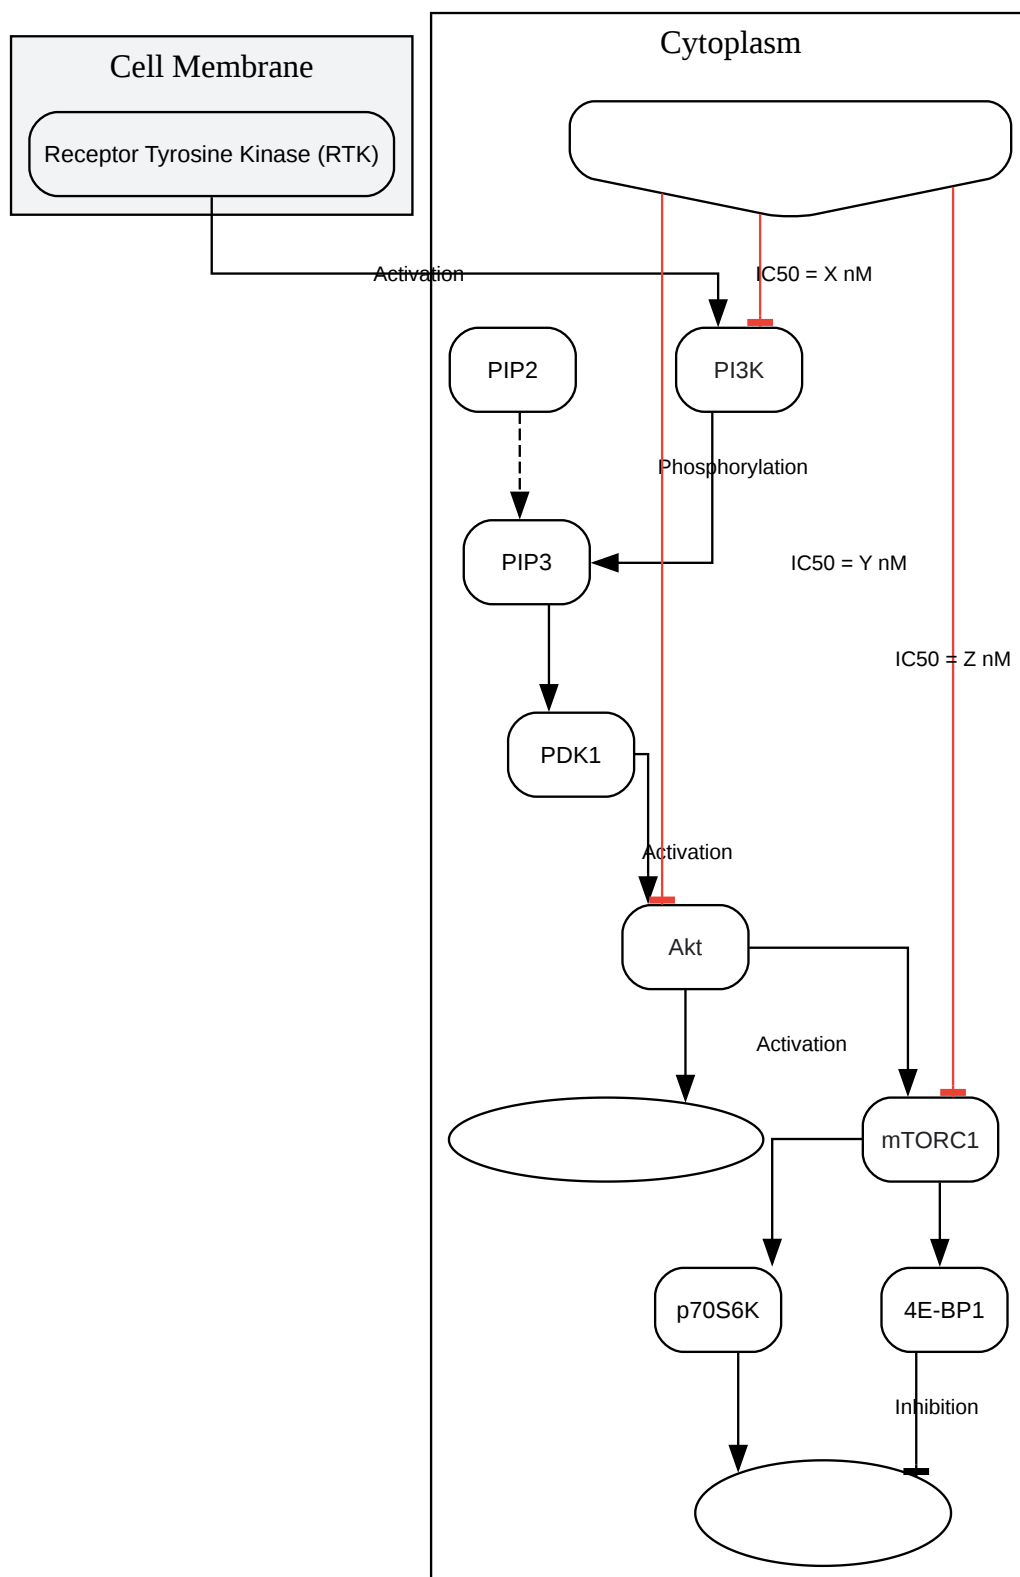 Cell Membrane
Cytoplasm
Receptor Tyrosine Kinase (RTK)
Activation
IC50 = X nM
PIP2
PI3K
Phosphorylation
PIP3
IC50 = Y nM
IC50 = Z nM
PDK1
Activation
Akt
Activation
mTORC1
p70S6K
4E-BP1
Inhibition